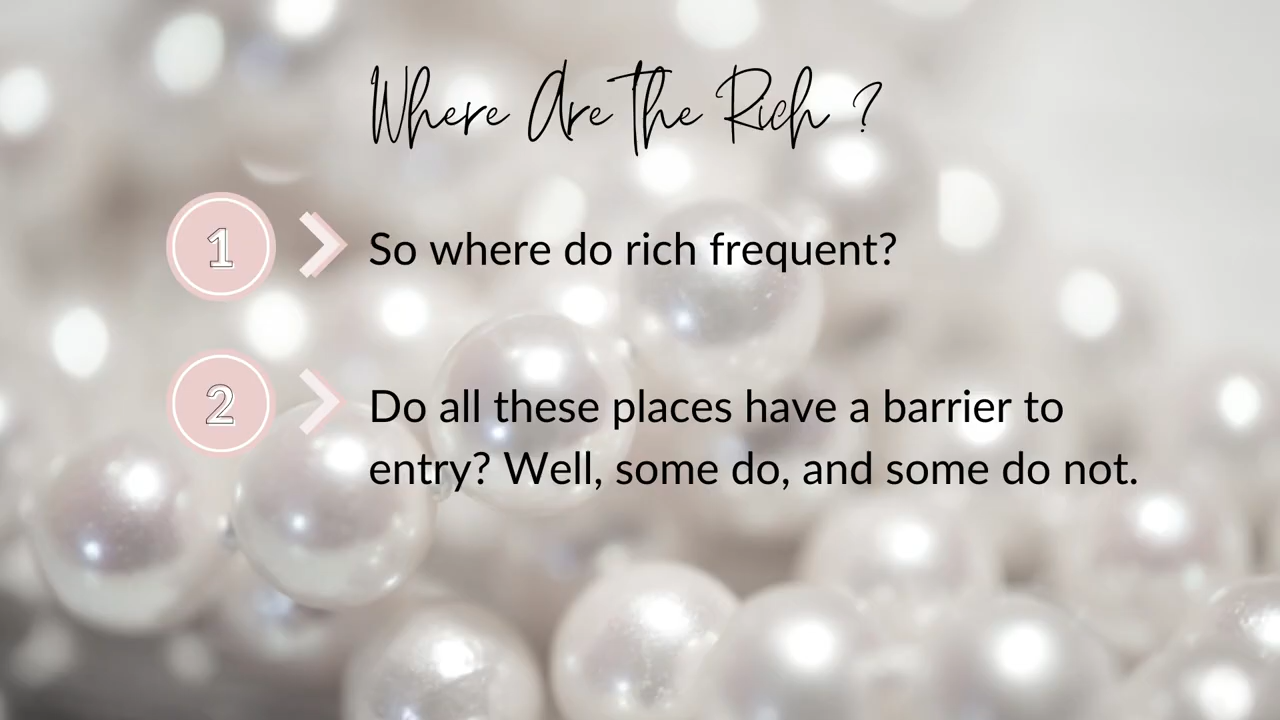 Where Are the Rich ?
1
So where do rich frequent?
2
Do all these places have a barrier to
entry? Well, some do, and some do not.